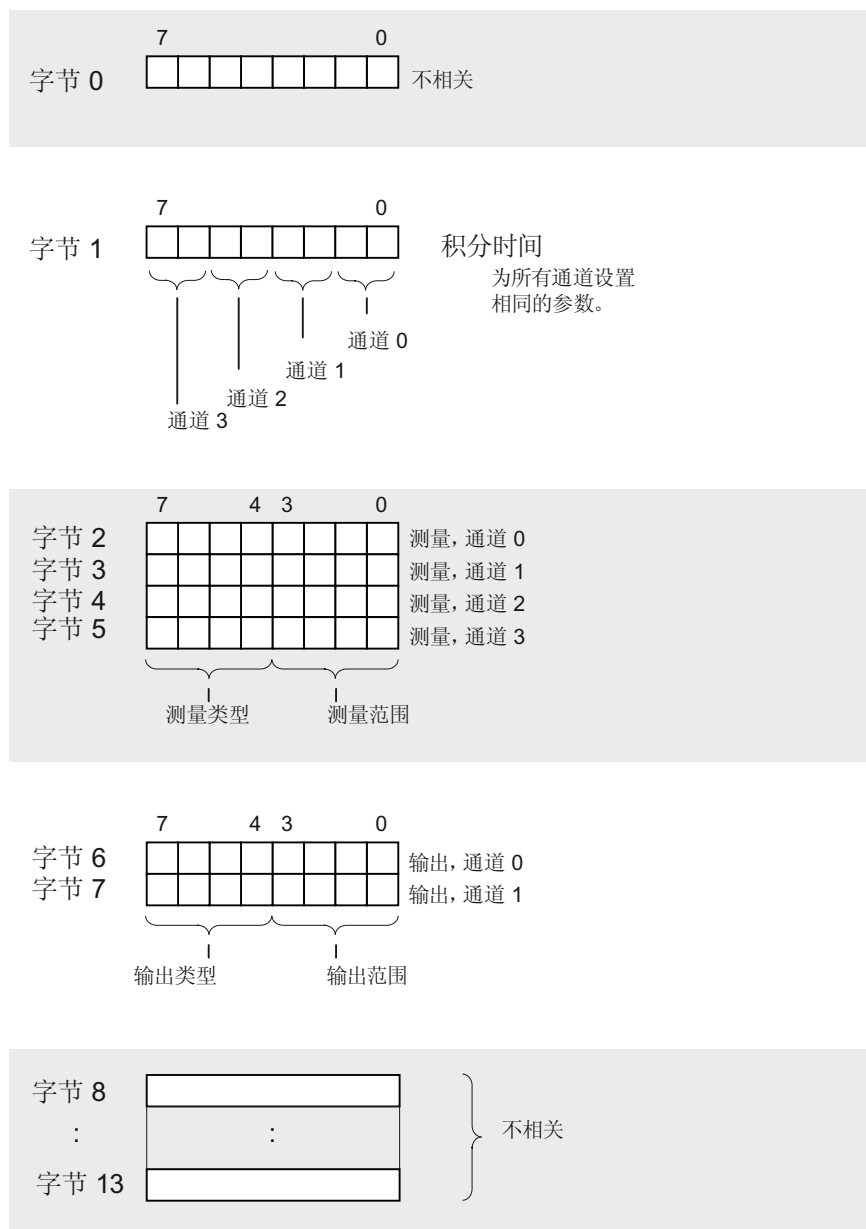 7 0
字节 0 不相关
7 0
字节 1 积分时间
为所有通道设置
相同的参数。
通道 0
通道 1
通道 2
通道 3
7 4 3 0
字节 2 测量，通道 0
字节 3 测量，通道 1
字节 4 测量，通道 2
字节 5 测量，通道 3
测量类型 测量范围
7 4 3 0
字节 6 输出，通道 0
字节 7 输出，通道 1
输出类型 输出范围
字节 8
: : 不相关
字节 13